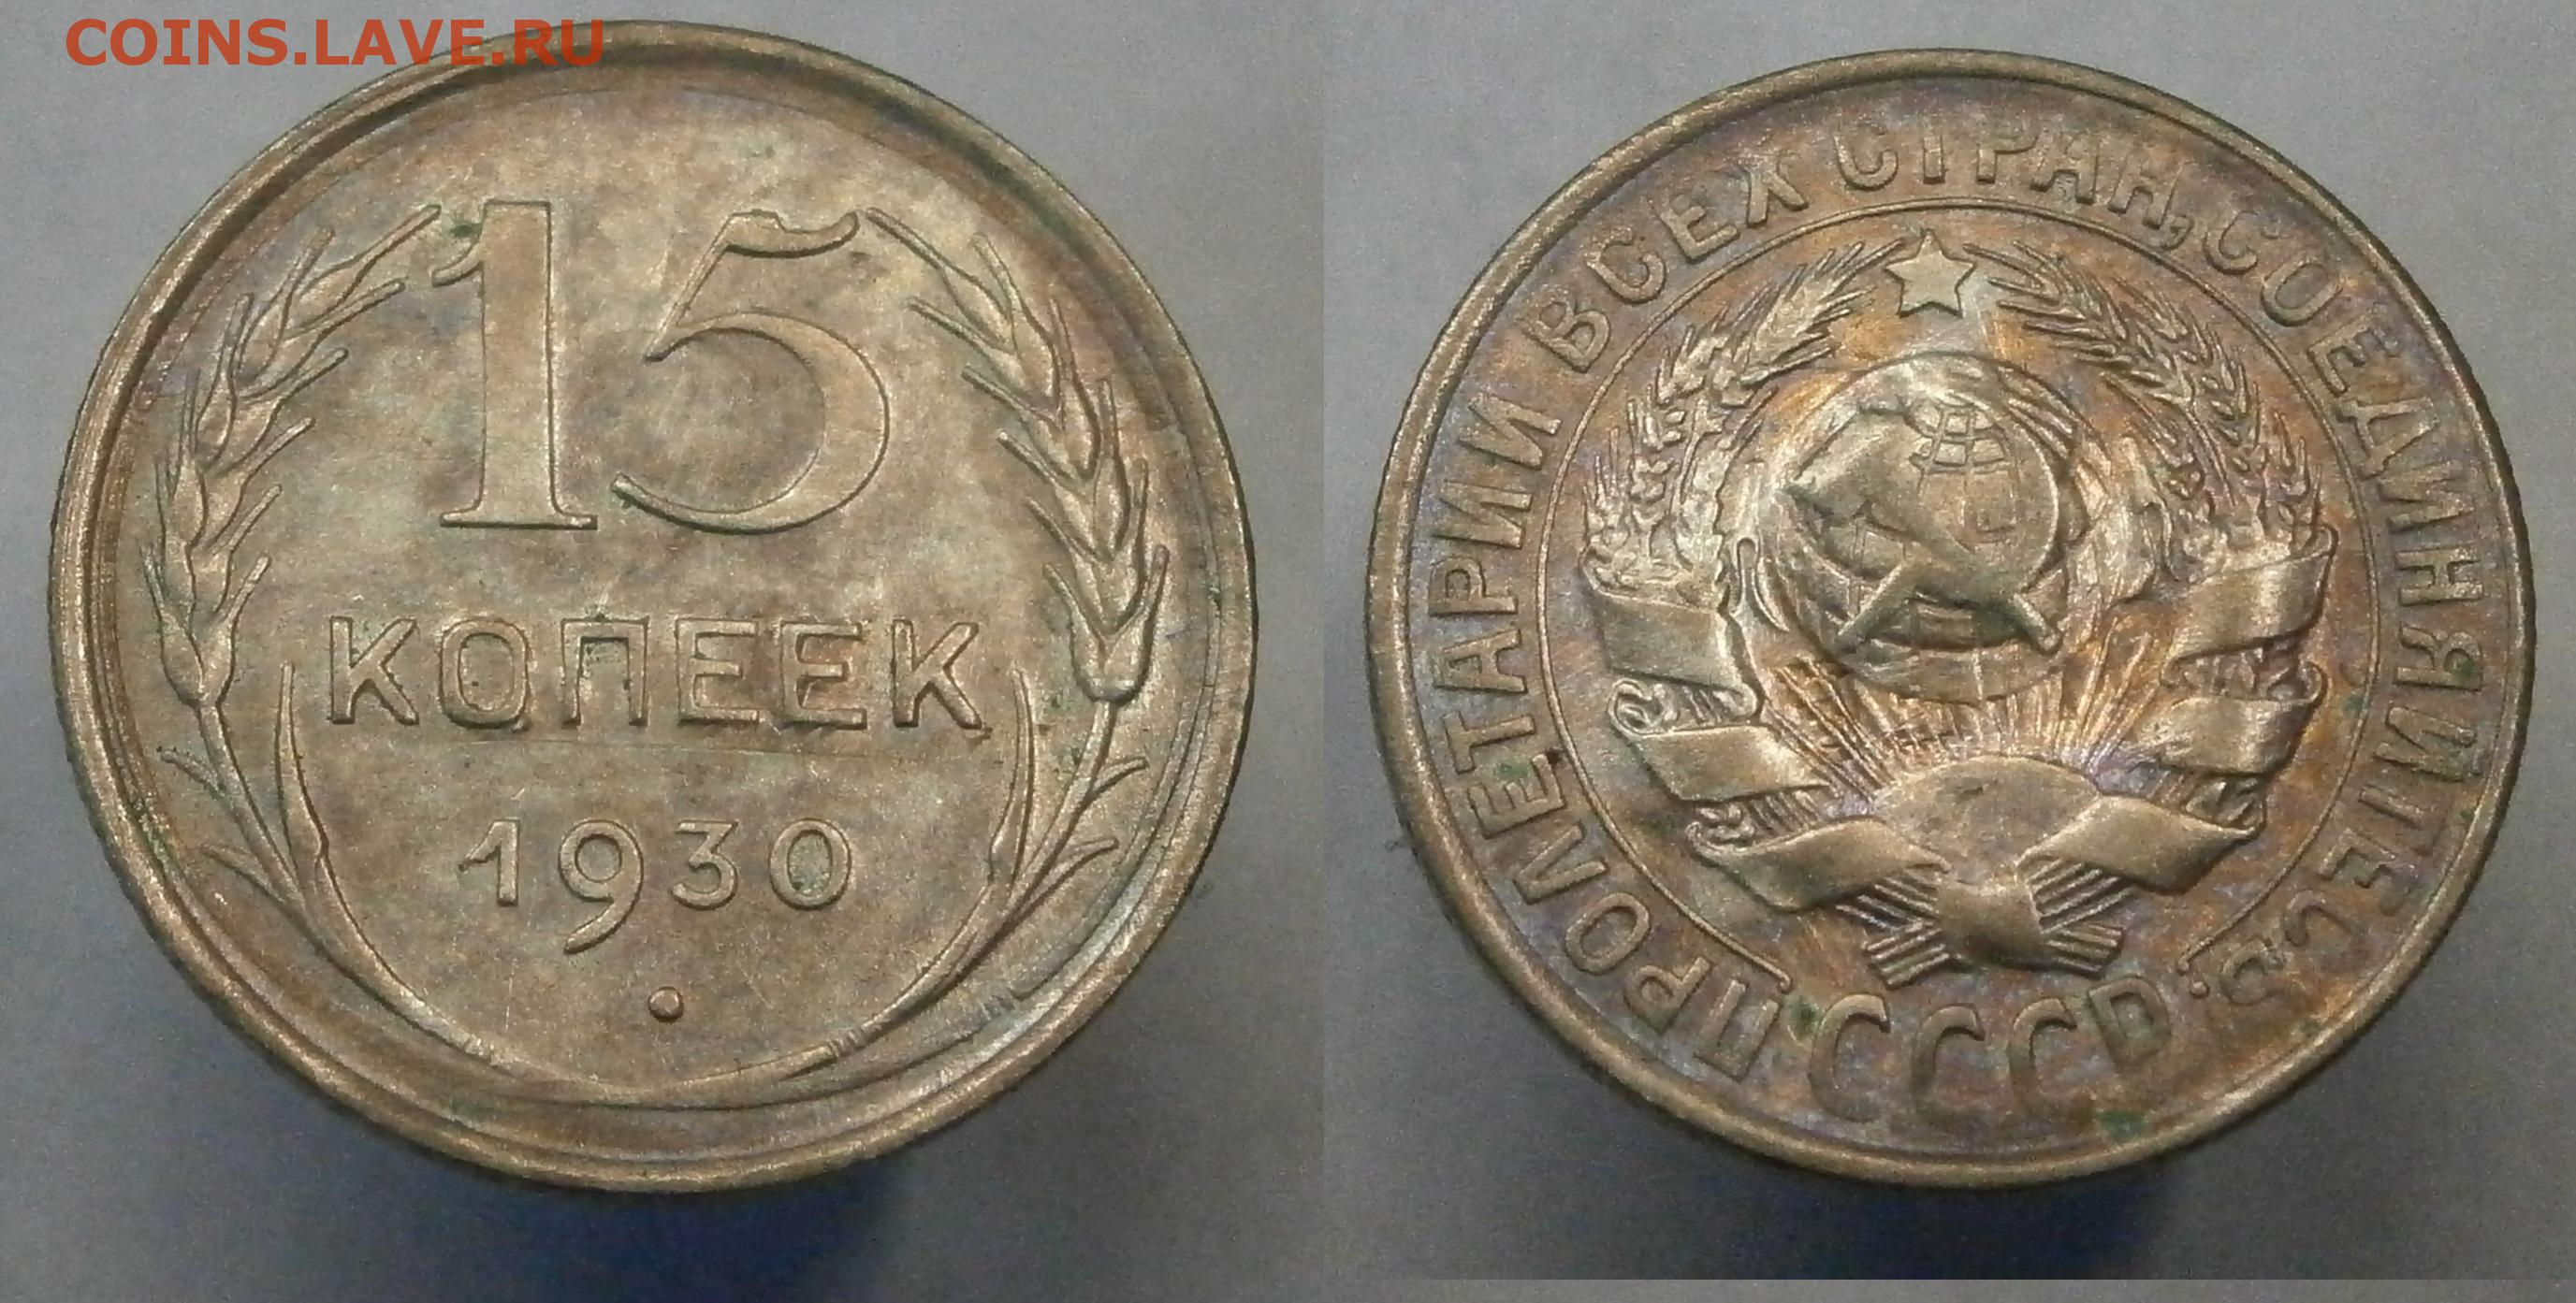 COINS.LAVE.RU
15
КОПЕЕК
1930
ПРОЛЕТАРИИ ВСЕХ СТРАН, СОЕДИНЯЙТЕСЬ!
СССР